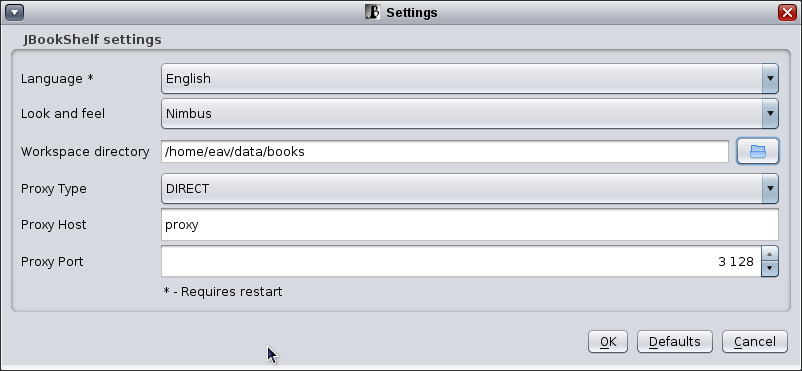 Settings
JBookShelf settings
Language * English
Look and feel Nimbus
Workspace directory /home/eav/data/books
Proxy Type DIRECT
Proxy Host proxy
Proxy Port 3 128
* - Requires restart
OK Defaults Cancel